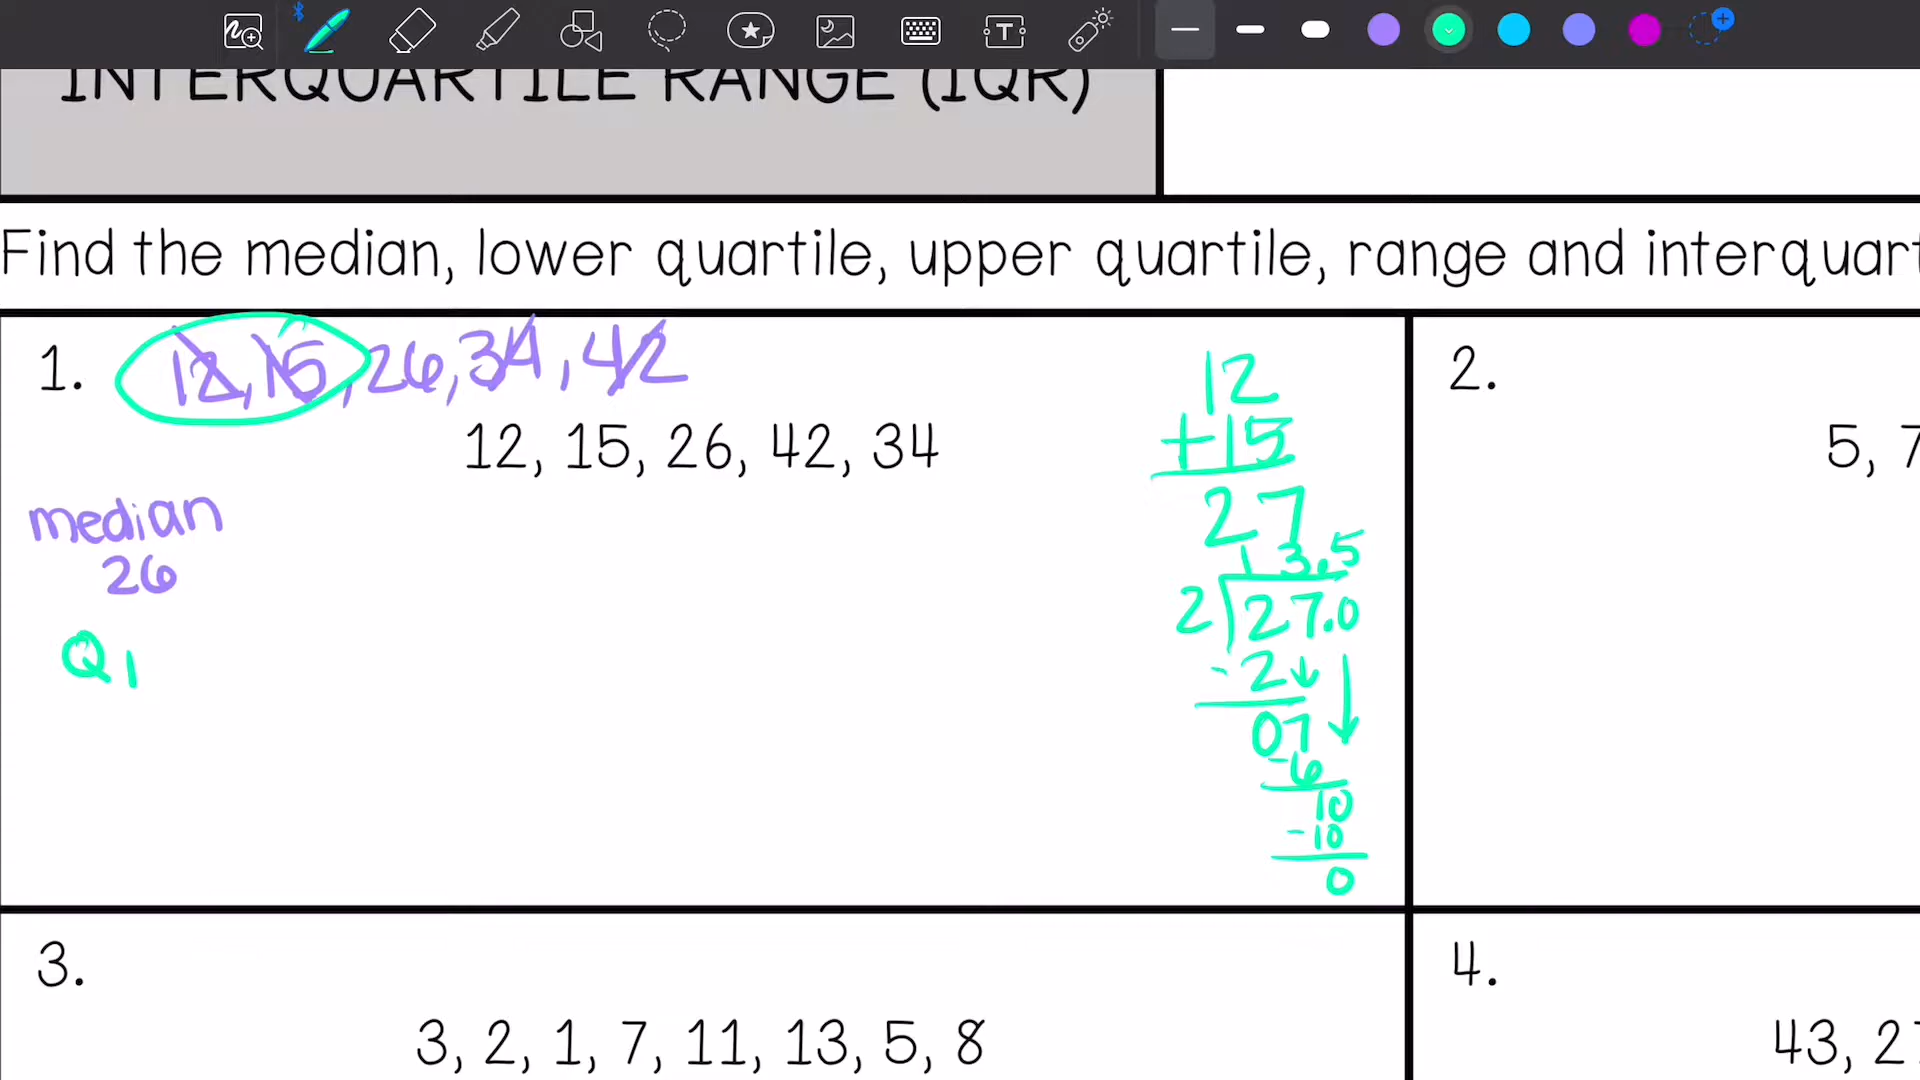 INTERQUARTILE RANGE (IQR)
Find the median, lower quartile, upper quartile, range and interquart
1.
12, 15, 26, 34, 42
12, 15, 26, 42, 34
median
26
Q1
12
+15
27
13.5
2 27.0
-2
07
-6
10
-10
0
2.
5, 7
3.
3, 2, 1, 7, 11, 13, 5, 8
4.
43, 27